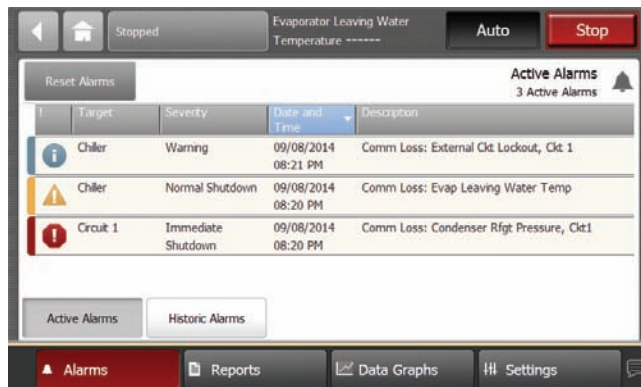 Stopped
Evaporator Leaving Water
Temperature ------
Auto
Stop
Reset Alarms
Active Alarms
3 Active Alarms
! Target Severity Date and Time Description
Chiller Warning 09/08/2014 Comm Loss: External Ckt Lockout, Ckt 1
08:21 PM
Chiller Normal Shutdown 09/08/2014 Comm Loss: Evap Leaving Water Temp
08:20 PM
Circuit 1 Immediate 09/08/2014 Comm Loss: Condenser Rfgt Pressure, Ckt1
Shutdown 08:20 PM
Active Alarms Historic Alarms
Alarms Reports Data Graphs Settings